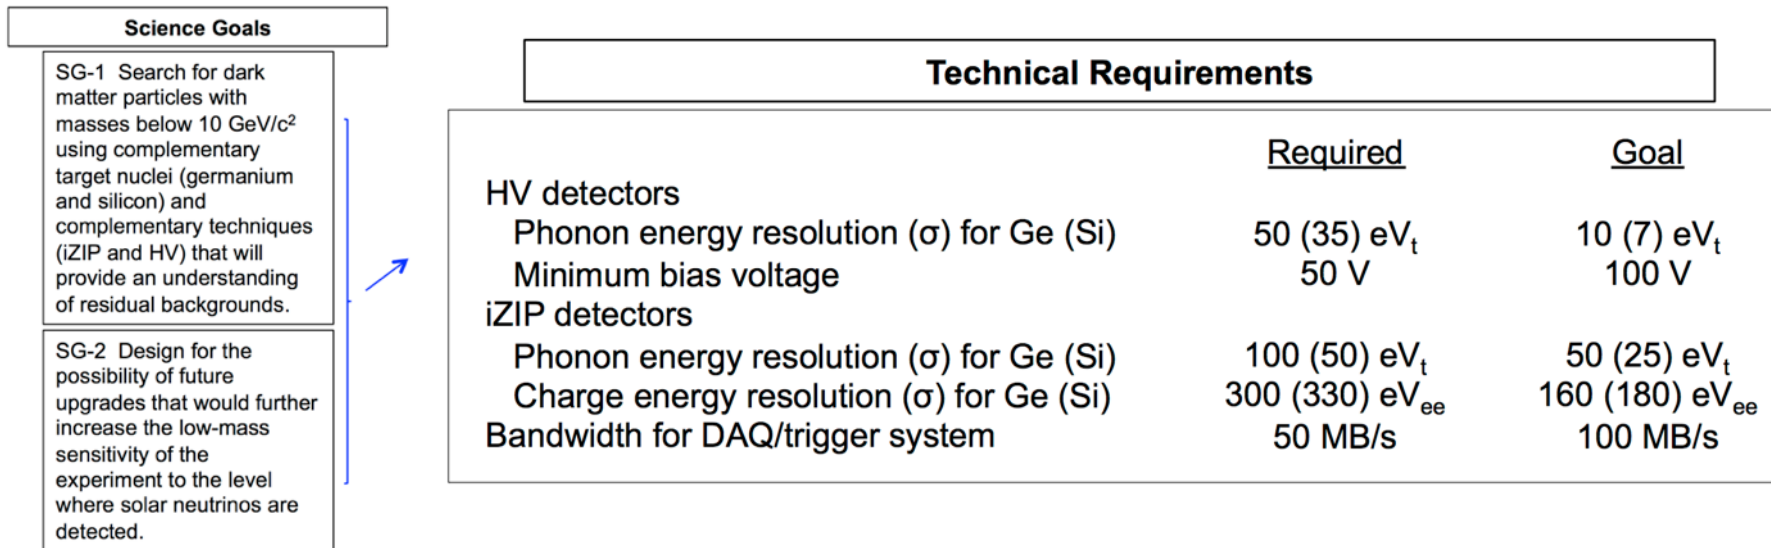 Science Goals
SG-1 Search for dark
matter particles with
masses below 10 GeV/c²
using complementary
target nuclei (germanium
and silicon) and
complementary techniques
(iZIP and HV) that will
provide an understanding
of residual backgrounds.
SG-2 Design for the
possibility of future
upgrades that would further
increase the low-mass
sensitivity of the
experiment to the level
where solar neutrinos are
detected.
Technical Requirements
Required Goal
HV detectors
Phonon energy resolution (σ) for Ge (Si) 50 (35) eVₜ 10 (7) eVₜ
Minimum bias voltage 50 V 100 V
iZIP detectors
Phonon energy resolution (σ) for Ge (Si) 100 (50) eVₜ 50 (25) eVₜ
Charge energy resolution (σ) for Ge (Si) 300 (330) eVₑₑ 160 (180) eVₑₑ
Bandwidth for DAQ/trigger system 50 MB/s 100 MB/s